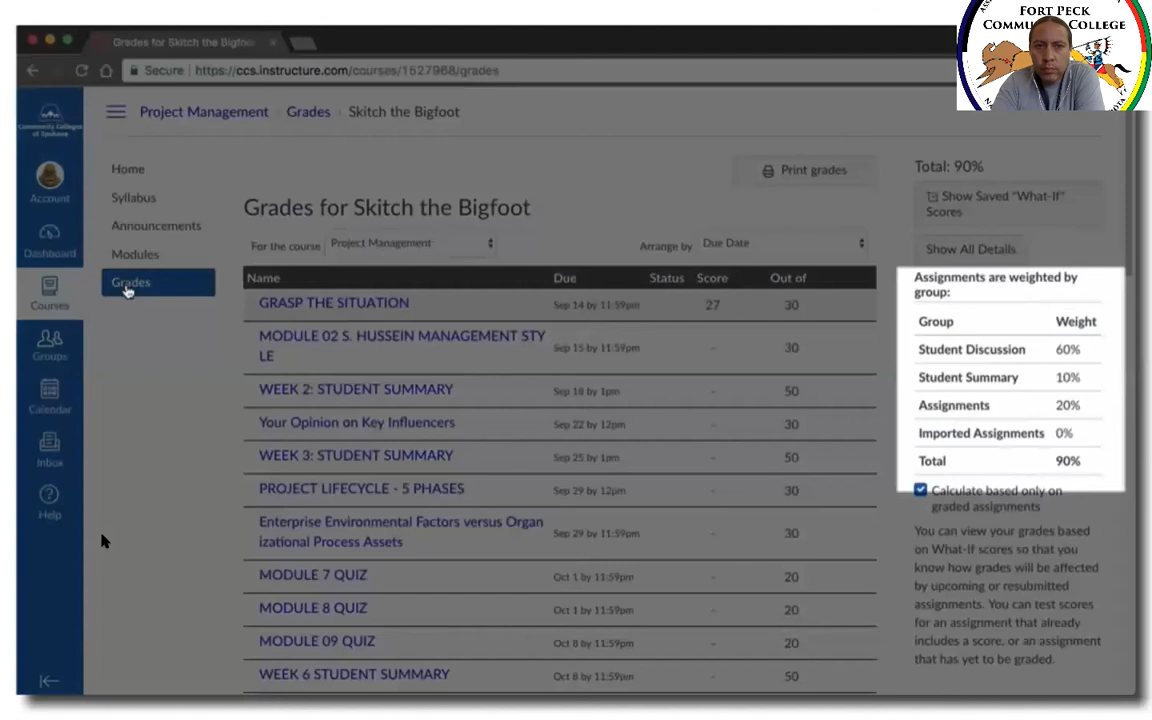 FORT PECK
COMMUNITY COLLEGE
Grades for Skitch the Bigfoo
Secure | https://ccs.instructure.com/courses/1527968/grades
Community Colleges
of Spokane
Account
Dashboard
Courses
Groups
Calendar
Inbox
Help
Project Management › Grades › Skitch the Bigfoot
Home
Syllabus
Announcements
Modules
Grades
Print grades
Grades for Skitch the Bigfoot
For the course Project Management Arrange by Due Date
Name Due Status Score Out of
GRASP THE SITUATION Sep 14 by 11:59pm 27 30
MODULE 02 S. HUSSEIN MANAGEMENT STY
LE Sep 15 by 11:59pm - 30
WEEK 2: STUDENT SUMMARY Sep 18 by 1pm - 50
Your Opinion on Key Influencers Sep 22 by 12pm - 30
WEEK 3: STUDENT SUMMARY Sep 25 by 1pm - 50
PROJECT LIFECYCLE - 5 PHASES Sep 29 by 12pm - 30
Enterprise Environmental Factors versus Organ
izational Process Assets Sep 29 by 11:59pm - 30
MODULE 7 QUIZ Oct 1 by 11:59pm - 20
MODULE 8 QUIZ Oct 1 by 11:59pm - 20
MODULE 09 QUIZ Oct 8 by 11:59pm - 20
WEEK 6 STUDENT SUMMARY Oct 8 by 11:59pm - 50
Total: 90%
Show Saved "What-If"
Scores
Show All Details
Assignments are weighted by
group:
Group Weight
Student Discussion 60%
Student Summary 10%
Assignments 20%
Imported Assignments 0%
Total 90%
Calculate based only on
graded assignments
You can view your grades based
on What-If scores so that you
know how grades will be affected
by upcoming or resubmitted
assignments. You can test scores
for an assignment that already
includes a score, or an assignment
that has yet to be graded.